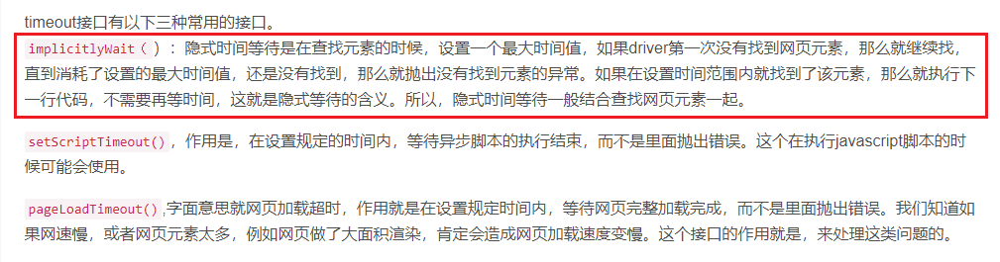 timeout接口有以下三种常用的接口。
implicitlyWait（）：隐式时间等待是在查找元素的时候，设置一个最大时间值，如果driver第一次没有找到网页元素，那么就继续找，
直到消耗了设置的最大时间值，还是没有找到，那么就抛出没有找到元素的异常。如果在设置时间范围内就找到了该元素，那么就执行下
一行代码，不需要再等时间，这就是隐式等待的含义。所以，隐式时间等待一般结合查找网页元素一起。
setScriptTimeout()，作用是，在设置规定的时间内，等待异步脚本的执行结束，而不是里面抛出错误。这个在执行javascript脚本的时
候可能会使用。
pageLoadTimeout(),字面意思就网页加载超时，作用就是在设置规定时间内，等待网页完整加载完成，而不是里面抛出错误。我们知道如
果网速慢，或者网页元素太多，例如网页做了大面积渲染，肯定会造成网页加载速度变慢。这个接口的作用就是，来处理这类问题的。